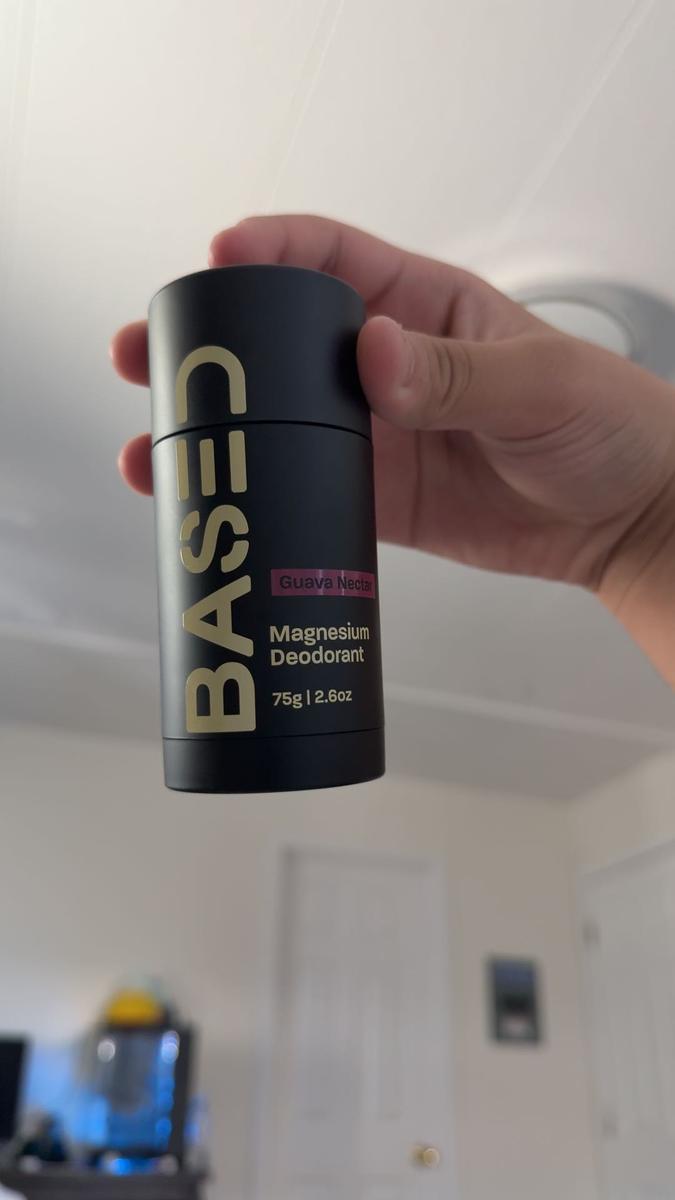 BASED
Guava Nectar
Magnesium
Deodorant
75g | 2.6oz